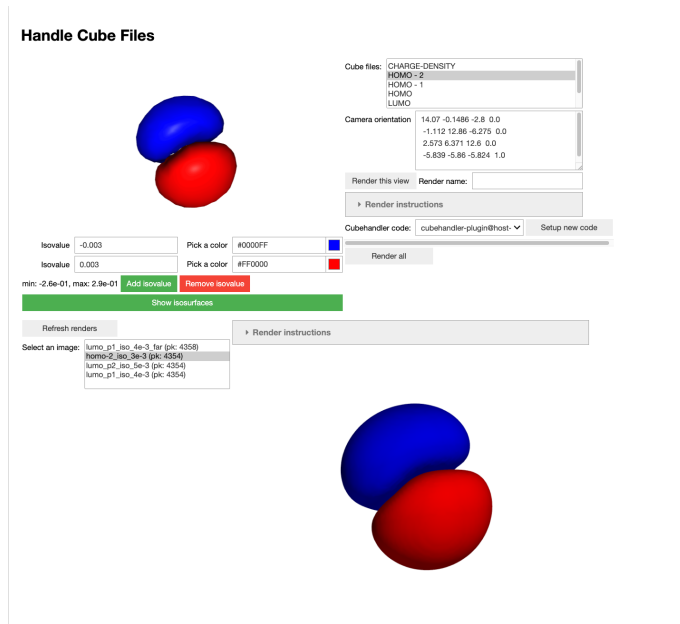 Handle Cube Files
Cube files:
CHARGE-DENSITY
HOMO - 2
HOMO - 1
HOMO
LUMO
Camera orientation
14.07 -0.1486 -2.8 0.0
-1.112 12.86 -6.275 0.0
2.573 6.371 12.6 0.0
-5.839 -5.86 -5.824 1.0
Render this view Render name:
Render instructions
Cubehandler code: cubehandler-plugin@host- Setup new code
Render all
Isovalue -0.003 Pick a color #0000FF
Isovalue 0.003 Pick a color #FF0000
min: -2.6e-01, max: 2.9e-01 Add isovalue Remove isovalue
Show isosurfaces
Refresh renders
Render instructions
Select an image:
lumo_p1_iso_4e-3_far (pk: 4358)
homo-2_iso_3e-3 (pk: 4354)
lumo_p2_iso_5e-3 (pk: 4354)
lumo_p1_iso_4e-3 (pk: 4354)